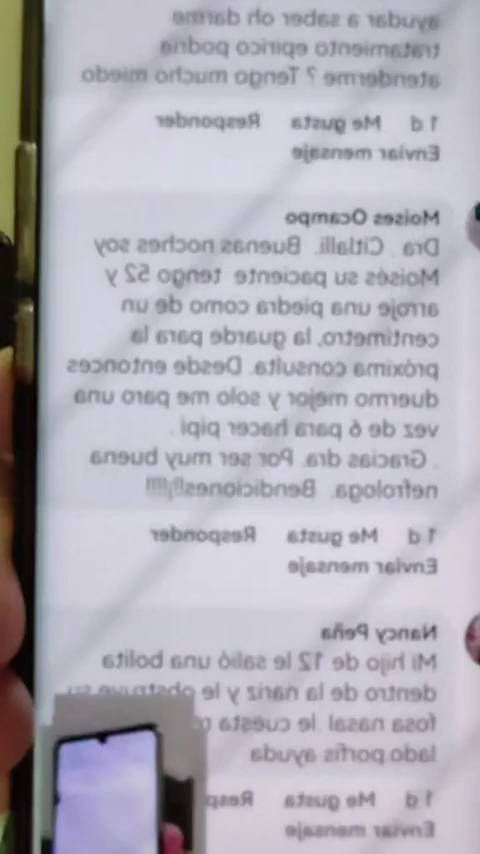 ayudar a saber oh darme
tratamiento epirico podria
atenderme ? Tengo mucho miedo
1 d Me gusta Responder
Enviar mensaje
Moises Ocampo
Dra . Citlalli. Buenas noches soy
Moisés su paciente tengo 52 y
arroje una piedra como de un
centimetro, la guarde para la
próxima consulta. Desde entonces
duermo mejor y solo me paro una
vez de 6 para hacer pipi .
. Gracias dra. Por ser muy buena
nefrologa. Bendiciones!!¡!!!!
1 d Me gusta Responder
Enviar mensaje
Nancy Peña
Mi hijo de 12 le salió una bolita
dentro de la nariz y le obstruye su
fosa nasal le cuesta
lado porfis ayuda
1 d Me gusta
Enviar mensaje